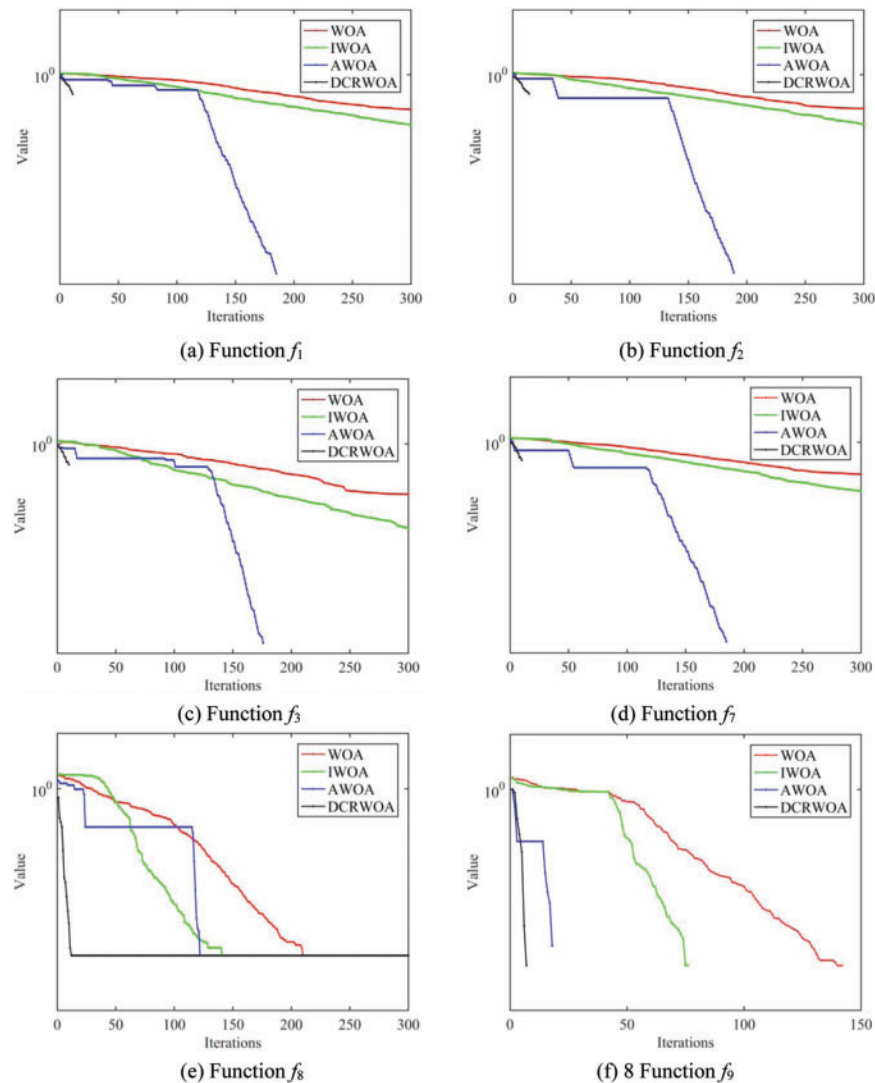 WOA
IWOA
AWOA
DCRWOA
10⁰
Value
0 50 100 150 200 250 300
Iterations
(a) Function f₁
WOA
IWOA
AWOA
DCRWOA
10⁰
Value
0 50 100 150 200 250 300
Iterations
(b) Function f₂
WOA
IWOA
AWOA
DCRWOA
10⁰
Value
0 50 100 150 200 250 300
Iterations
(c) Function f₃
WOA
IWOA
AWOA
DCRWOA
10⁰
Value
0 50 100 150 200 250 300
Iterations
(d) Function f₇
WOA
IWOA
AWOA
DCRWOA
10⁰
Value
0 50 100 150 200 250 300
Iterations
(e) Function f₈
WOA
IWOA
AWOA
DCRWOA
10⁰
Value
0 50 100 150
Iterations
(f) 8 Function f₉